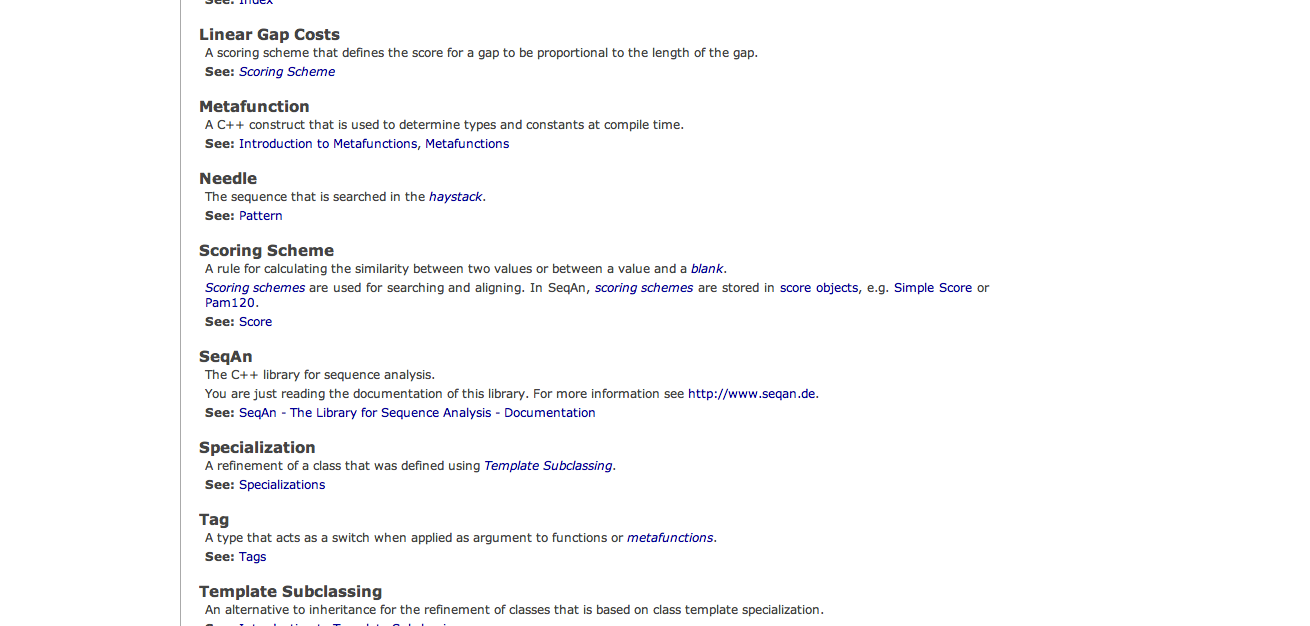 See: Index
Linear Gap Costs
A scoring scheme that defines the score for a gap to be proportional to the length of the gap.
See: Scoring Scheme
Metafunction
A C++ construct that is used to determine types and constants at compile time.
See: Introduction to Metafunctions, Metafunctions
Needle
The sequence that is searched in the haystack.
See: Pattern
Scoring Scheme
A rule for calculating the similarity between two values or between a value and a blank.
Scoring schemes are used for searching and aligning. In SeqAn, scoring schemes are stored in score objects, e.g. Simple Score or
Pam120.
See: Score
SeqAn
The C++ library for sequence analysis.
You are just reading the documentation of this library. For more information see http://www.seqan.de.
See: SeqAn - The Library for Sequence Analysis - Documentation
Specialization
A refinement of a class that was defined using Template Subclassing.
See: Specializations
Tag
A type that acts as a switch when applied as argument to functions or metafunctions.
See: Tags
Template Subclassing
An alternative to inheritance for the refinement of classes that is based on class template specialization.